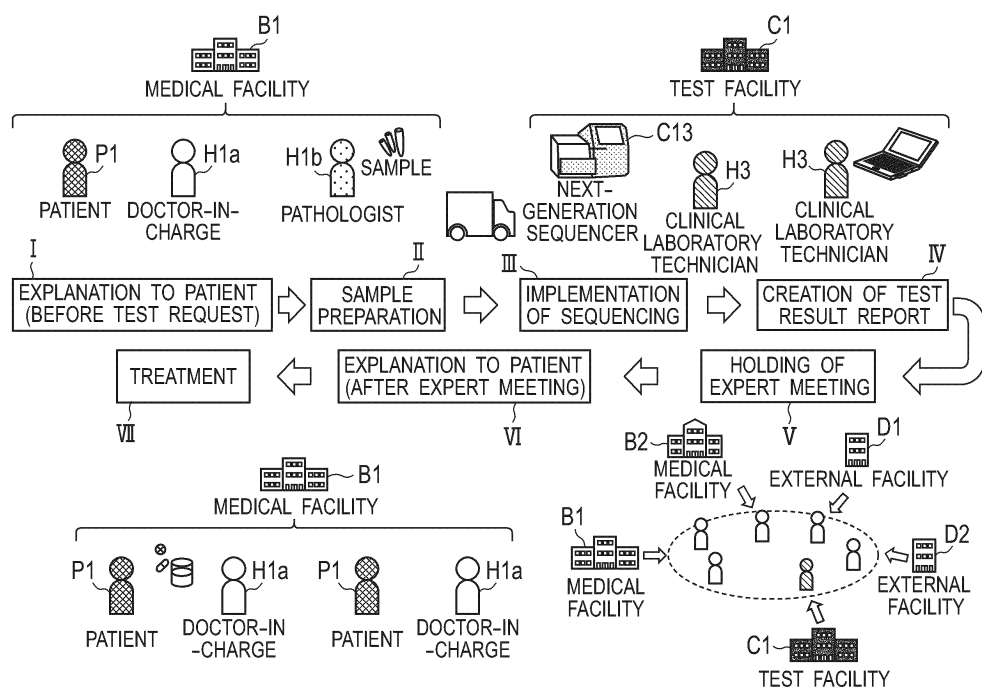 B1
MEDICAL FACILITY
C1
TEST FACILITY
P1
PATIENT
H1a
DOCTOR-IN-
CHARGE
H1b
SAMPLE
PATHOLOGIST
C13
NEXT-
GENERATION
SEQUENCER
H3
CLINICAL
LABORATORY
TECHNICIAN
H3
CLINICAL
LABORATORY
TECHNICIAN
I
EXPLANATION TO PATIENT
(BEFORE TEST REQUEST)
II
SAMPLE
PREPARATION
III
IMPLEMENTATION
OF SEQUENCING
IV
CREATION OF TEST
RESULT REPORT
TREATMENT
VII
EXPLANATION TO PATIENT
(AFTER EXPERT MEETING)
VI
HOLDING OF
EXPERT MEETING
V
B1
MEDICAL FACILITY
P1
PATIENT
H1a
DOCTOR-IN
-CHARGE
P1
PATIENT
H1a
DOCTOR-IN
-CHARGE
B2
MEDICAL
FACILITY
D1
EXTERNAL
FACILITY
B1
MEDICAL
FACILITY
D2
EXTERNAL
FACILITY
C1
TEST FACILITY